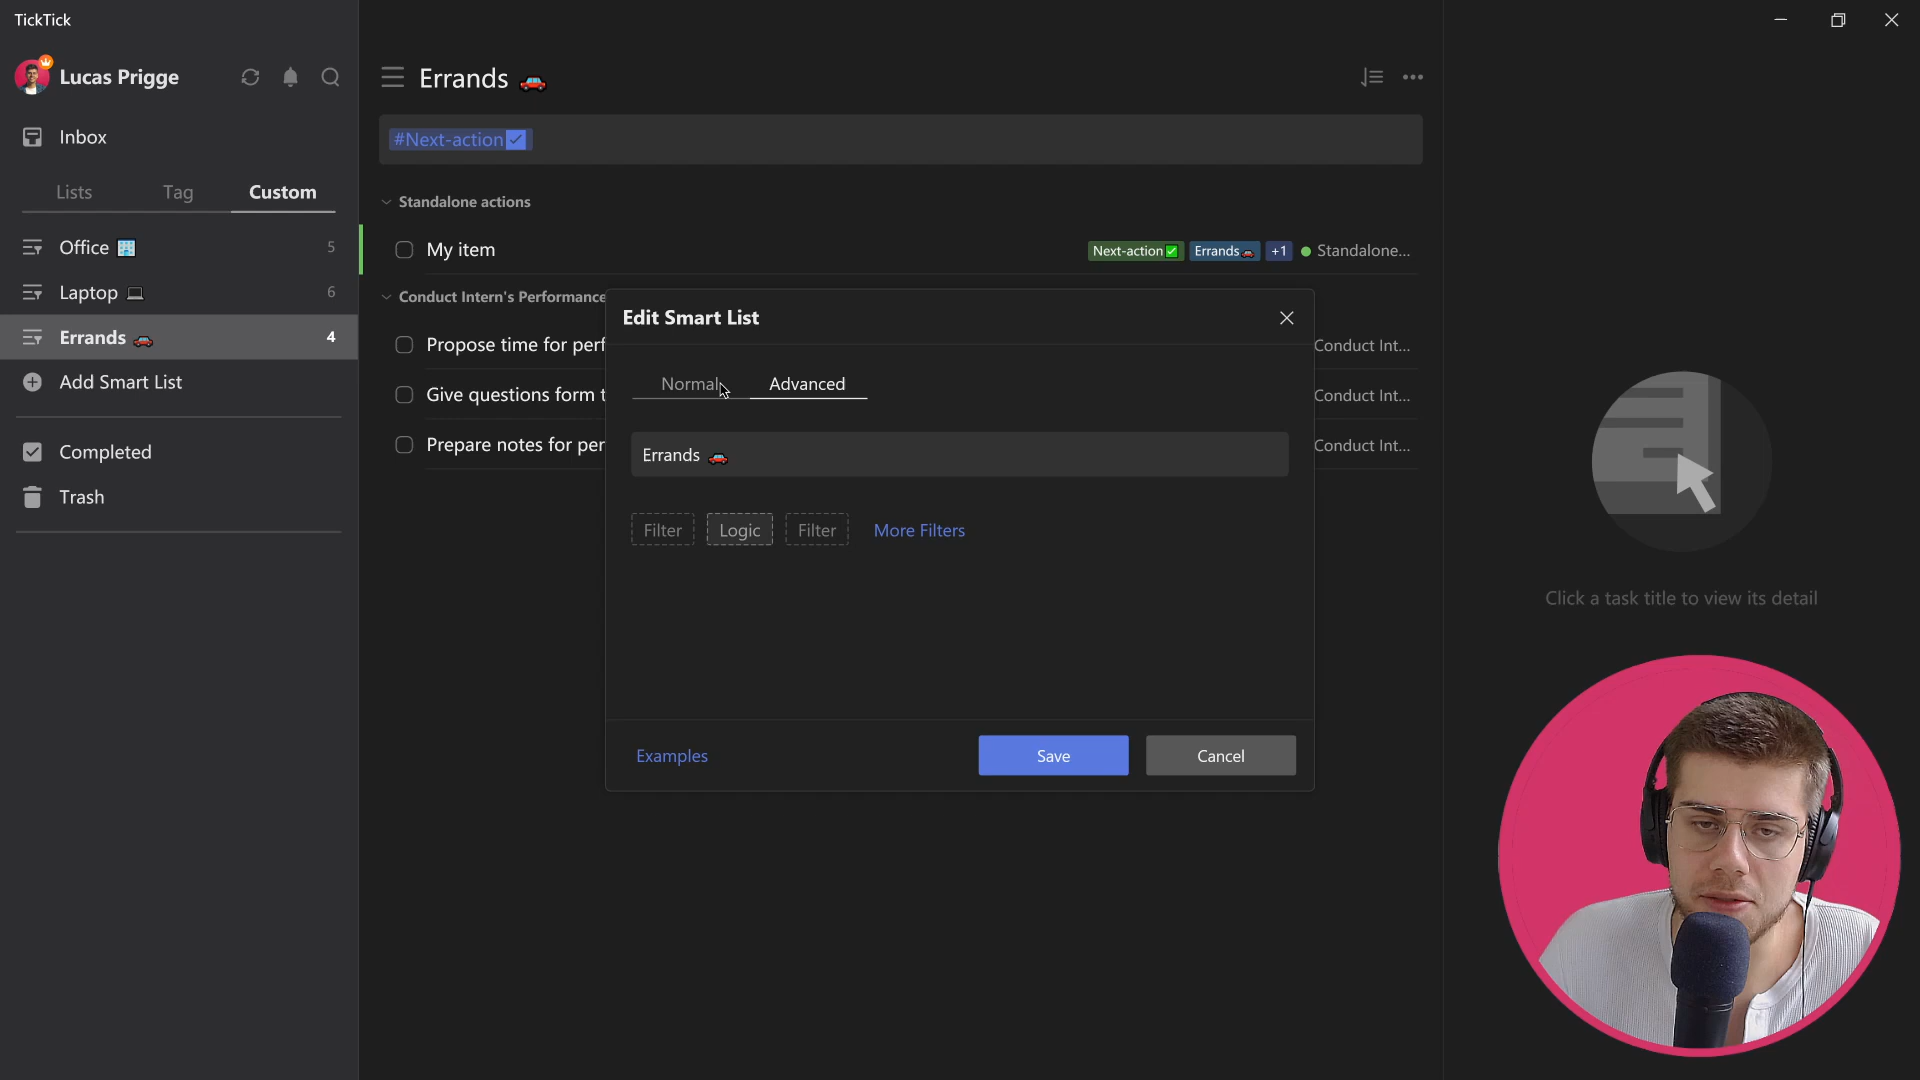 TickTick
Lucas Prigge
Inbox
Lists Tag Custom
Office 5
Laptop 6
Errands 4
Add Smart List
Completed
Trash
Errands
#Next-action
Standalone actions
My item Next-action Errands +1 Standalone...
Conduct Intern's Performance
Propose time for perf Conduct Int...
Give questions form t Conduct Int...
Prepare notes for per Conduct Int...
Edit Smart List
Normal Advanced
Errands
Filter Logic Filter More Filters
Examples Save Cancel
Click a task title to view its detail